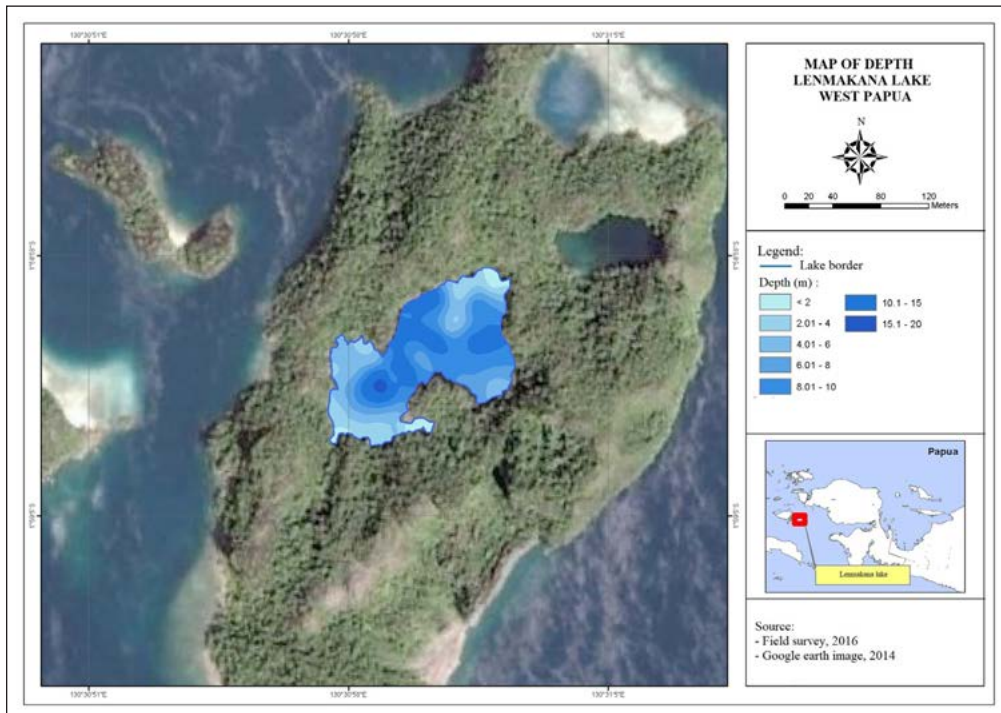 130°30'51"E
130°30'58"E
130°31'5"E
MAP OF DEPTH
LENMAKANA LAKE
WEST PAPUA
N
0 20 40 80 120
Meters
Legend:
Lake border
Depth (m) :
< 2
2.01 - 4
4.01 - 6
6.01 - 8
8.01 - 10
10.1 - 15
15.1 - 20
Papua
Lenmakana lake
Source:
- Field survey, 2016
- Google earth image, 2014
130°30'51"E
130°30'58"E
130°31'5"E